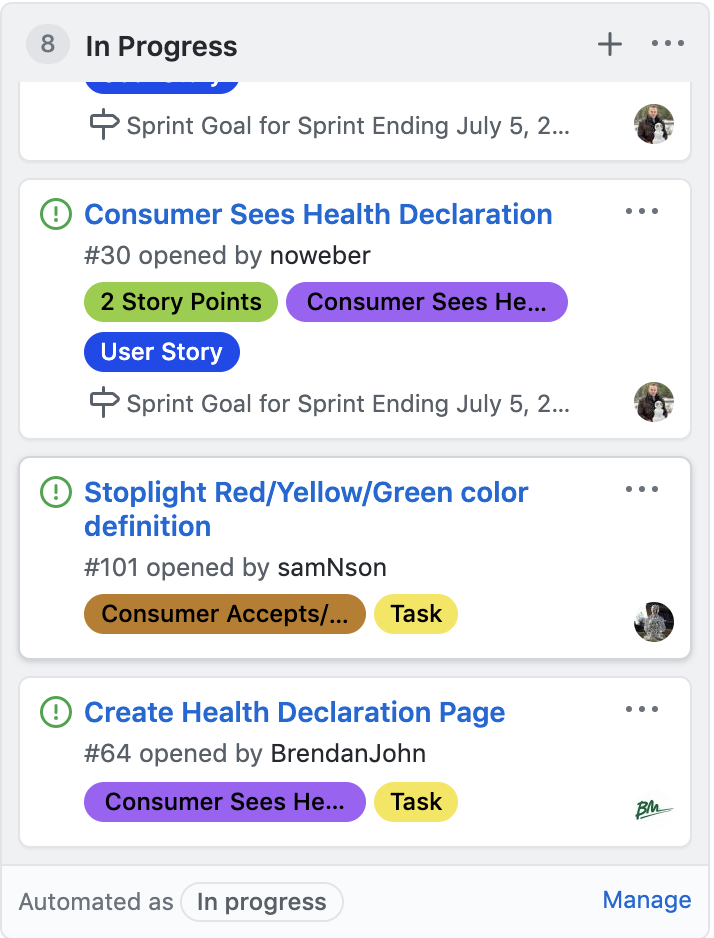 8 In Progress
Sprint Goal for Sprint Ending July 5, 2...
Consumer Sees Health Declaration
#30 opened by noweber
2 Story Points Consumer Sees He...
User Story
Sprint Goal for Sprint Ending July 5, 2...
Stoplight Red/Yellow/Green color
definition
#101 opened by samNson
Consumer Accepts/... Task
Create Health Declaration Page
#64 opened by BrendanJohn
Consumer Sees He... Task
BM
Automated as In progress Manage